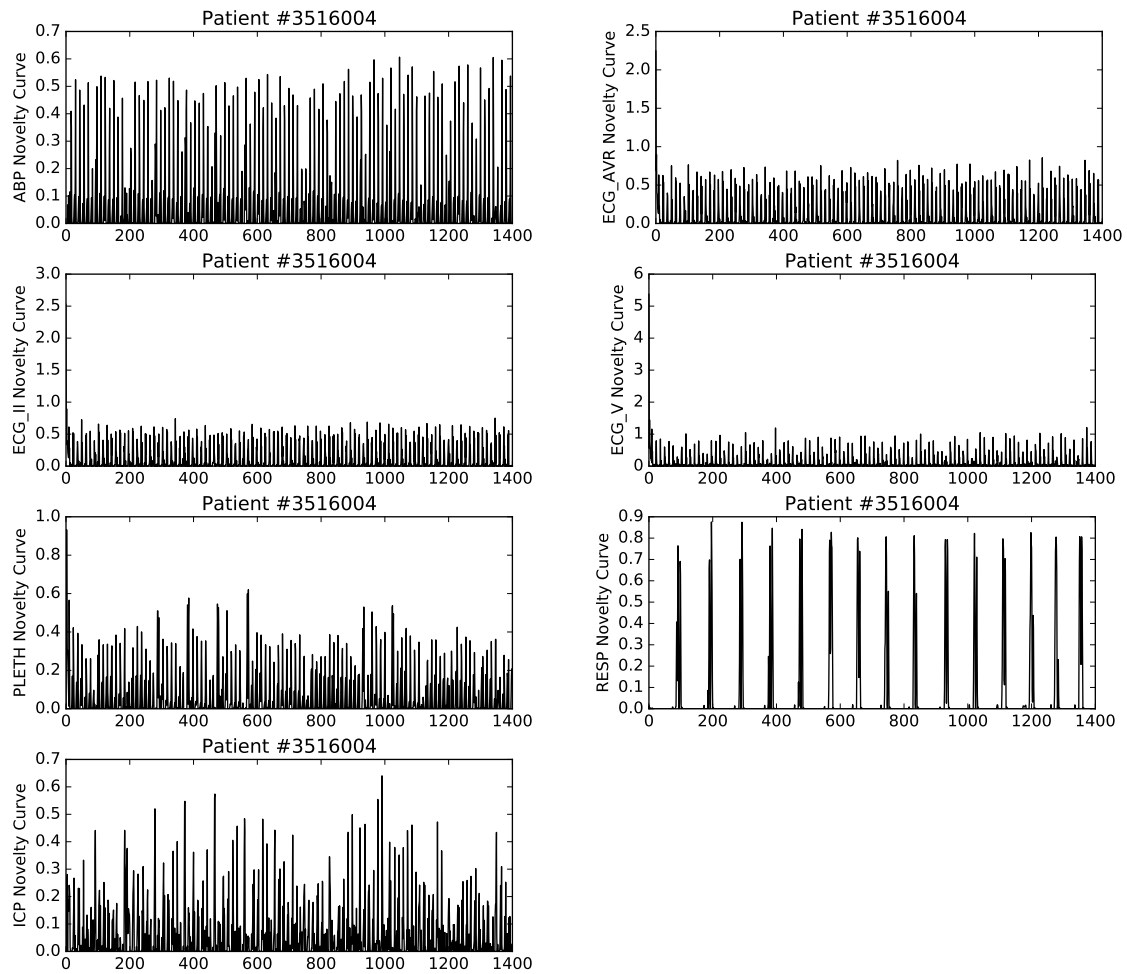 Patient #3516004
ABP Novelty Curve
0.7
0.6
0.5
0.4
0.3
0.2
0.1
0.0
0 200 400 600 800 1000 1200 1400
Patient #3516004
ECG_AVR Novelty Curve
2.5
2.0
1.5
1.0
0.5
0.0
0 200 400 600 800 1000 1200 1400
Patient #3516004
ECG_II Novelty Curve
3.0
2.5
2.0
1.5
1.0
0.5
0.0
0 200 400 600 800 1000 1200 1400
Patient #3516004
ECG_V Novelty Curve
6
5
4
3
2
1
0
0 200 400 600 800 1000 1200 1400
Patient #3516004
PLETH Novelty Curve
1.0
0.8
0.6
0.4
0.2
0.0
0 200 400 600 800 1000 1200 1400
Patient #3516004
RESP Novelty Curve
0.9
0.8
0.7
0.6
0.5
0.4
0.3
0.2
0.1
0.0
0 200 400 600 800 1000 1200 1400
Patient #3516004
ICP Novelty Curve
0.7
0.6
0.5
0.4
0.3
0.2
0.1
0.0
0 200 400 600 800 1000 1200 1400